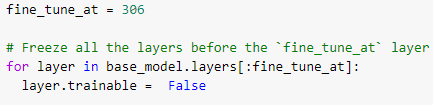 fine_tune_at = 306
# Freeze all the layers before the `fine_tune_at` layer
for layer in base_model.layers[:fine_tune_at]:
layer.trainable = False